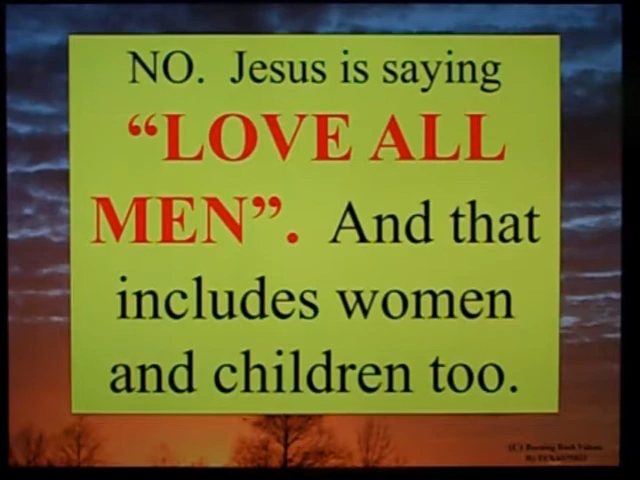 NO. Jesus is saying
“LOVE ALL
MEN”. And that
includes women
and children too.